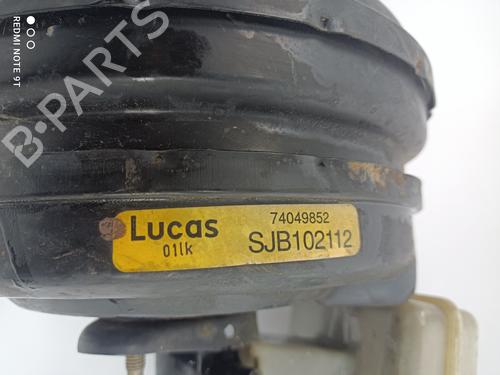 REDMI NOTE 9T
B-PARTS
Lucas
01lk
74049852
SJB102112